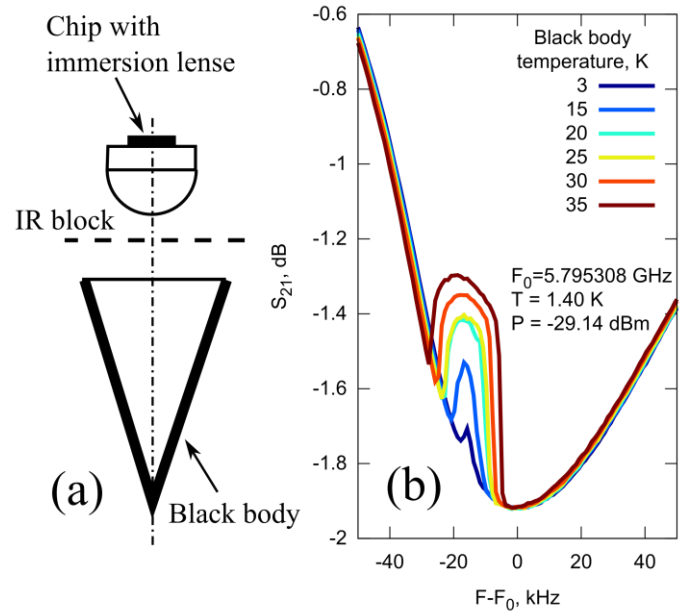 Chip with
immersion lense
IR block
(a)
Black body
-0.6
-0.8
-1
-1.2
-1.4
-1.6
-1.8
-2
S21, dB
Black body
temperature, K
3
15
20
25
30
35
F0=5.795308 GHz
T = 1.40 K
P = -29.14 dBm
(b)
-40
-20
0
20
40
F-F0, kHz